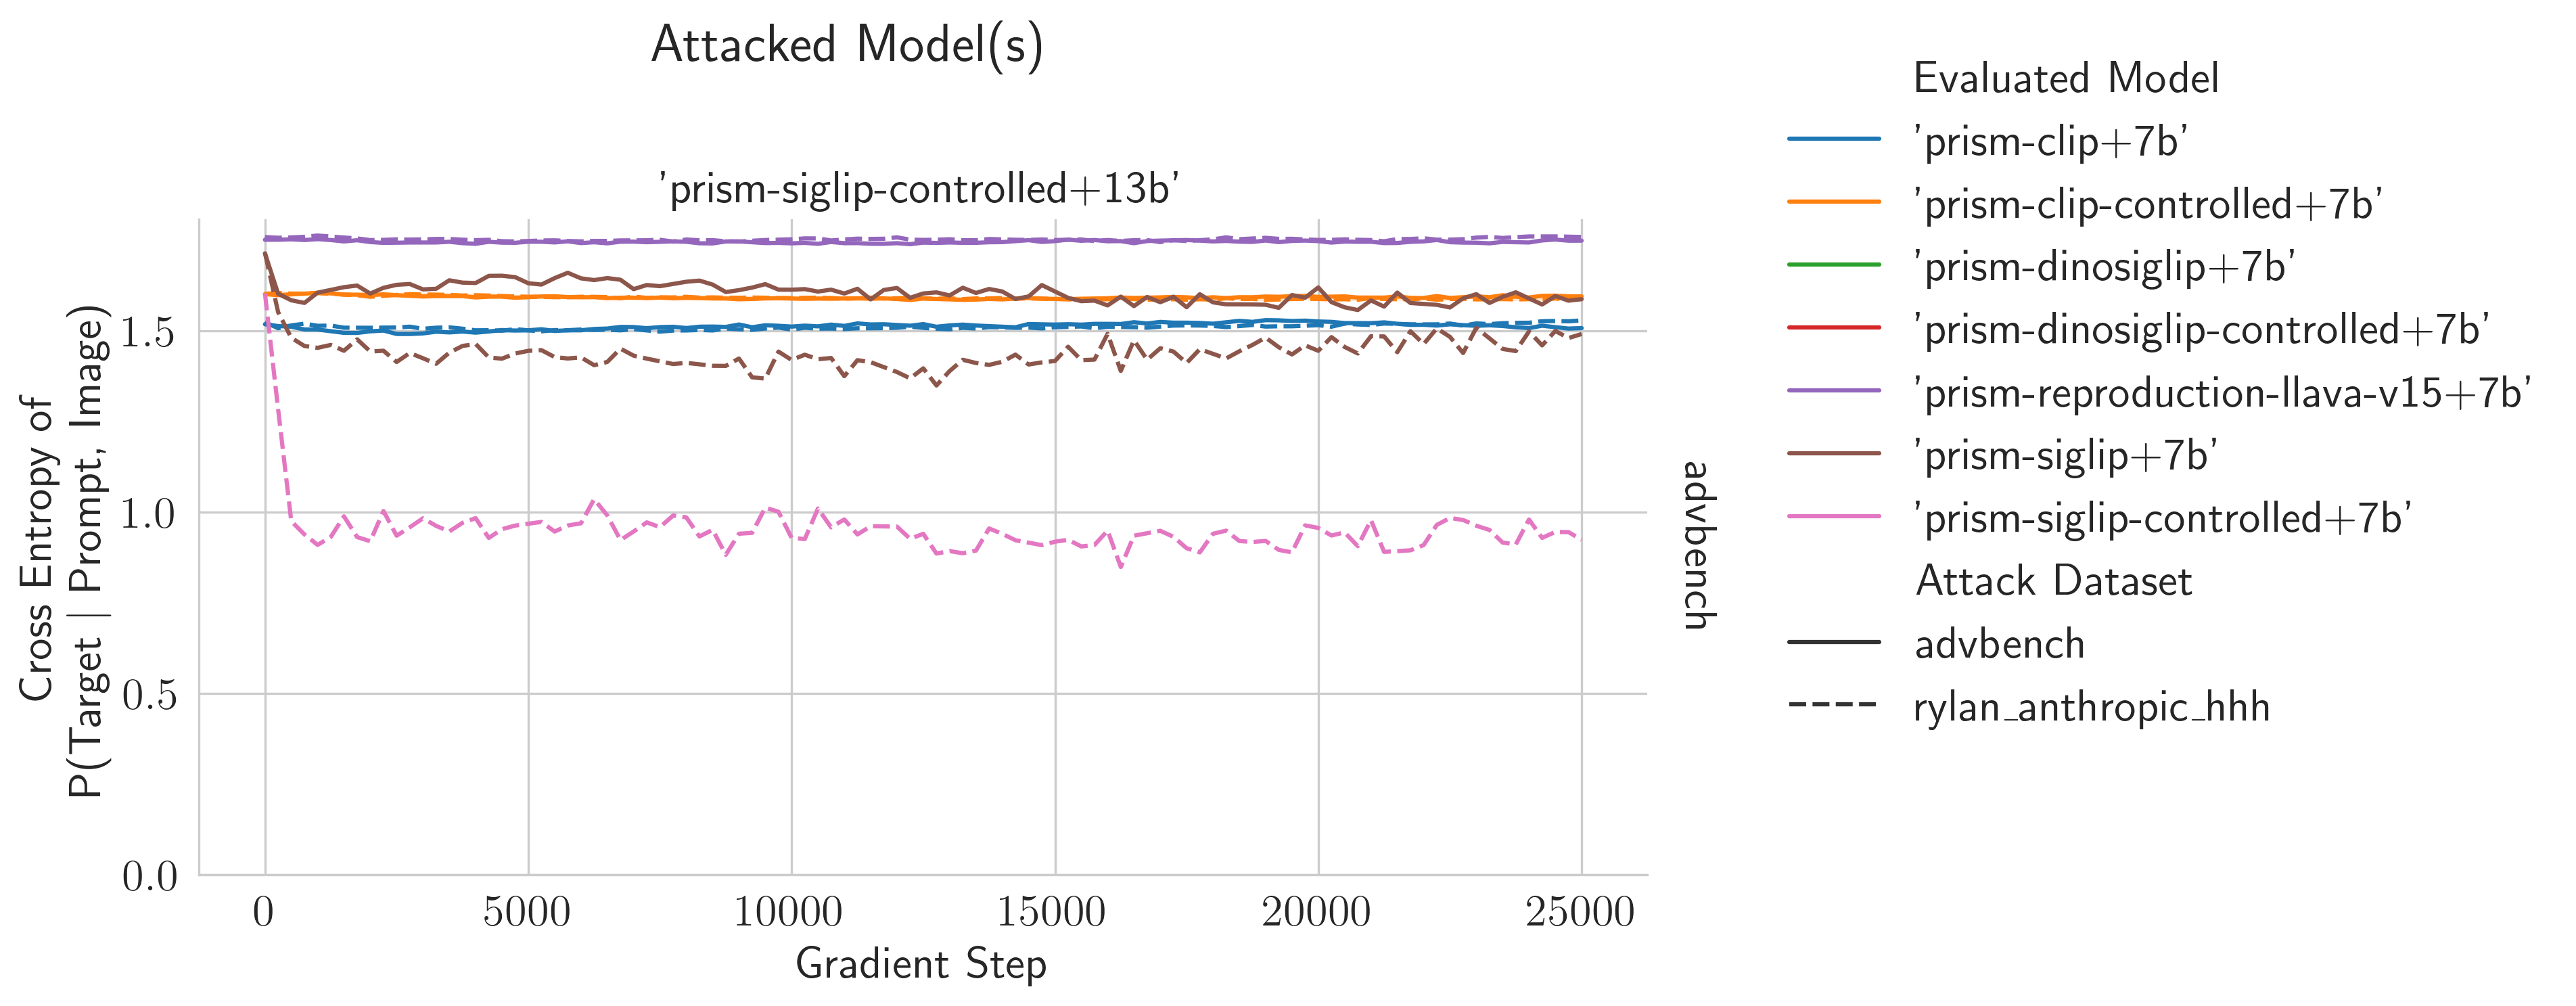 Attacked Model(s)
'prism-siglip-controlled+13b'
Cross Entropy of
P(Target | Prompt, Image)
1.5
1.0
0.5
0.0
0
5000
10000
15000
20000
25000
Gradient Step
advbench
Evaluated Model
'prism-clip+7b'
'prism-clip-controlled+7b'
'prism-dinosiglip+7b'
'prism-dinosiglip-controlled+7b'
'prism-reproduction-llava-v15+7b'
'prism-siglip+7b'
'prism-siglip-controlled+7b'
Attack Dataset
advbench
rylan_anthropic_hhh